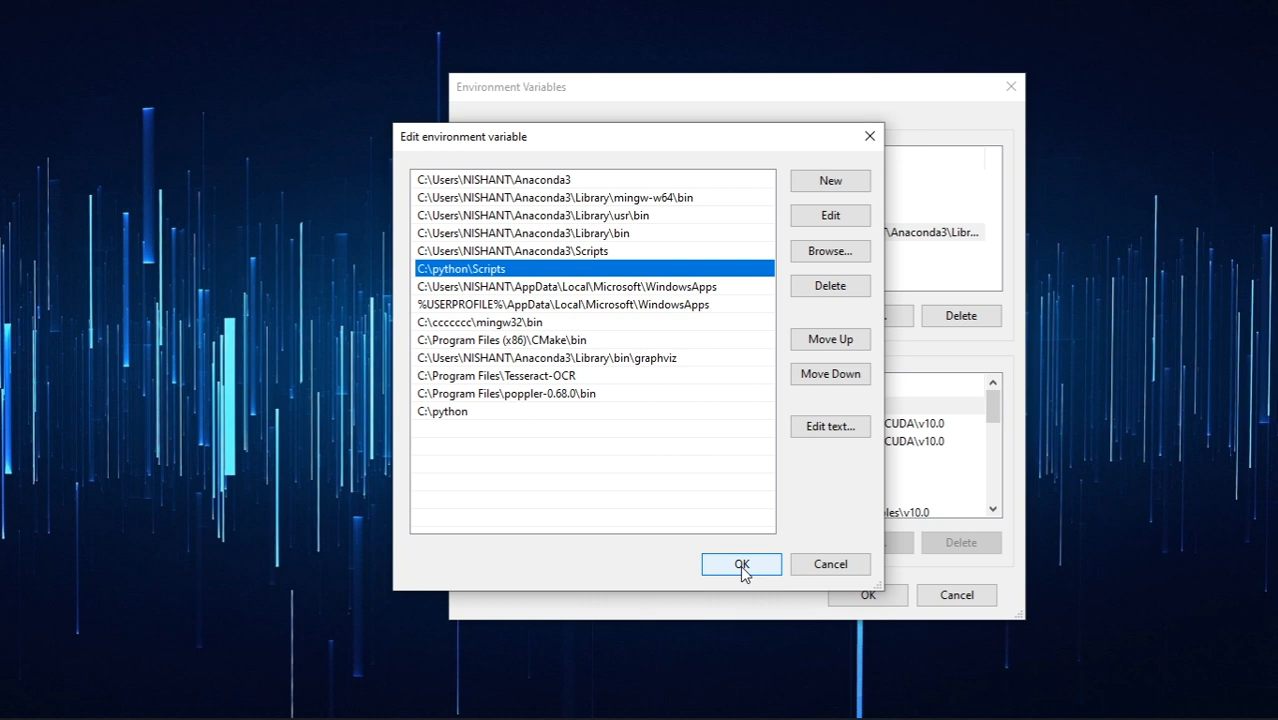 Environment Variables
Edit environment variable
C:\Users\NISHANT\Anaconda3
C:\Users\NISHANT\Anaconda3\Library\mingw-w64\bin
C:\Users\NISHANT\Anaconda3\Library\usr\bin
C:\Users\NISHANT\Anaconda3\Library\bin
C:\Users\NISHANT\Anaconda3\Scripts
C:\python\Scripts
C:\Users\NISHANT\AppData\Local\Microsoft\WindowsApps
%USERPROFILE%\AppData\Local\Microsoft\WindowsApps
C:\ccccccc\mingw32\bin
C:\Program Files (x86)\CMake\bin
C:\Users\NISHANT\Anaconda3\Library\bin\graphviz
C:\Program Files\Tesseract-OCR
C:\Program Files\poppler-0.68.0\bin
C:\python
New
Edit
Browse...
Delete
Move Up
Move Down
Edit text...
OK
Cancel
\Anaconda3\Libr...
Delete
CUDA\v10.0
CUDA\v10.0
les\v10.0
Delete
OK
Cancel